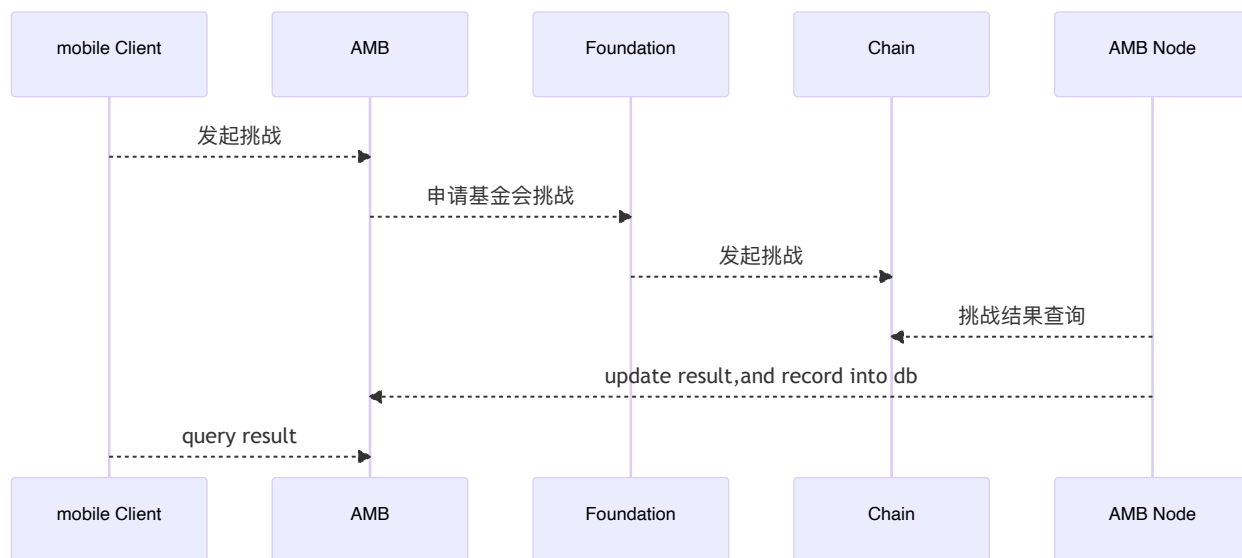 mobile Client
AMB
Foundation
Chain
AMB Node
发起挑战
申请基金会挑战
发起挑战
挑战结果查询
update result,and record into db
query result
mobile Client
AMB
Foundation
Chain
AMB Node